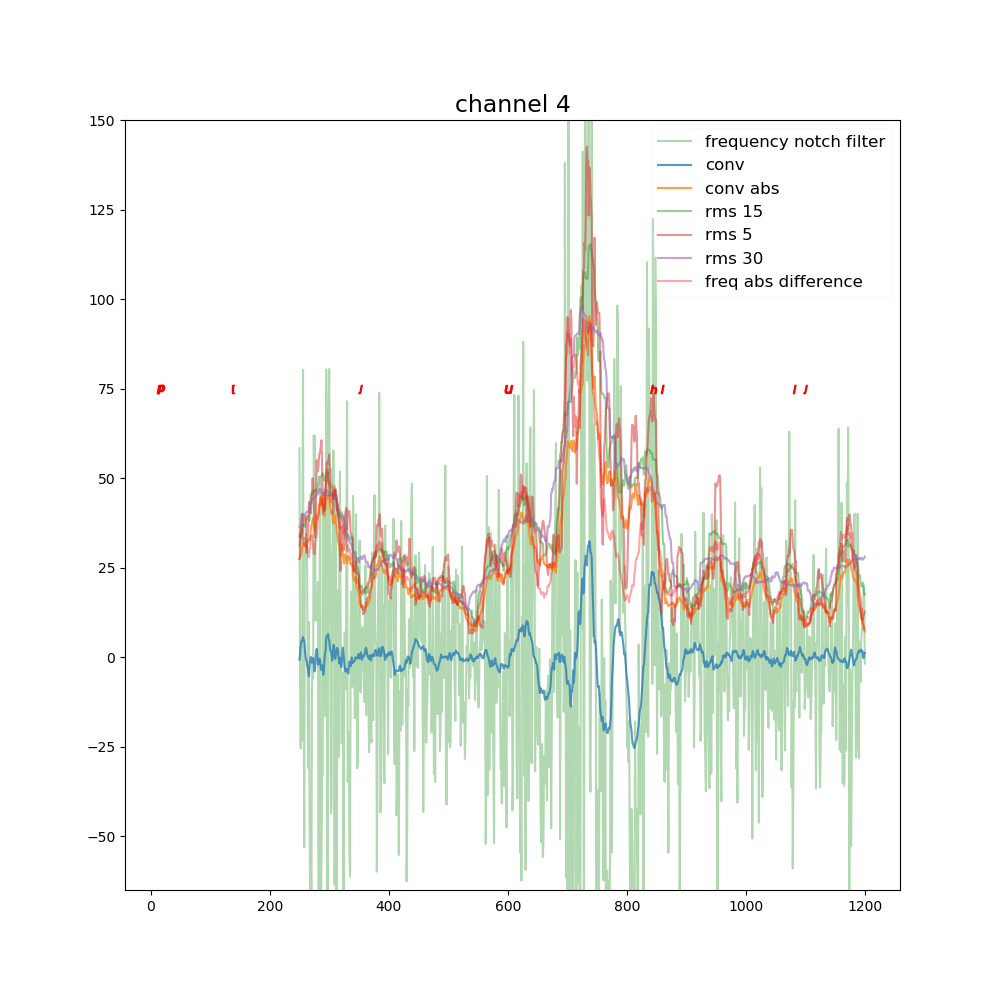 channel 4
150
125
100
75
50
25
0
−25
−50
frequency notch filter
conv
conv abs
rms 15
rms 5
rms 30
freq abs difference
p
u
h l
0 200 400 600 800 1000 1200